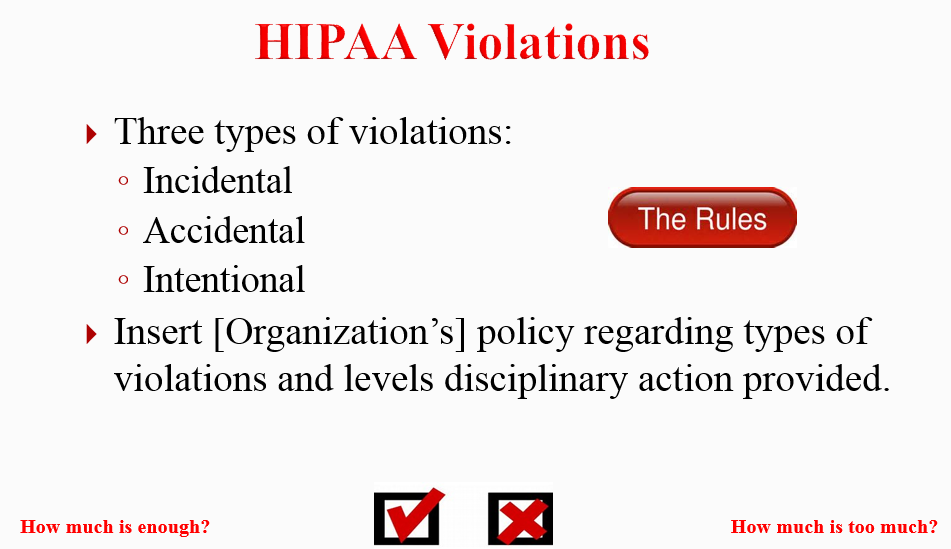 HIPAA Violations
Three types of violations:
Incidental
Accidental
Intentional
The Rules
Insert [Organization’s] policy regarding types of
violations and levels disciplinary action provided.
How much is enough?
How much is too much?